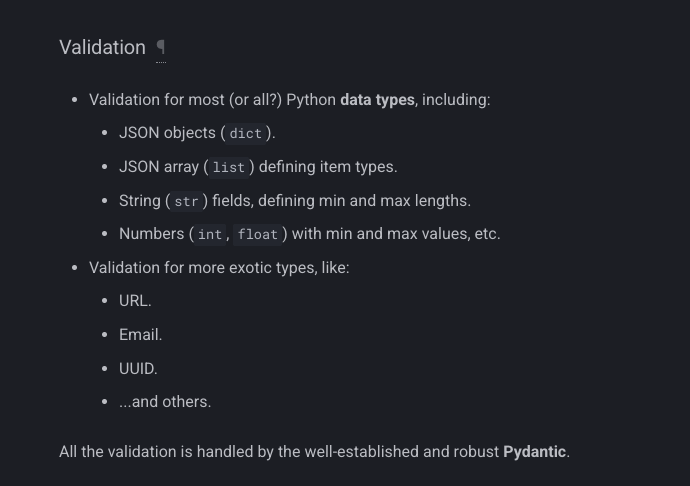 Validation ¶
Validation for most (or all?) Python data types, including:
JSON objects (dict).
JSON array (list) defining item types.
String (str) fields, defining min and max lengths.
Numbers (int, float) with min and max values, etc.
Validation for more exotic types, like:
URL.
Email.
UUID.
...and others.
All the validation is handled by the well-established and robust Pydantic.